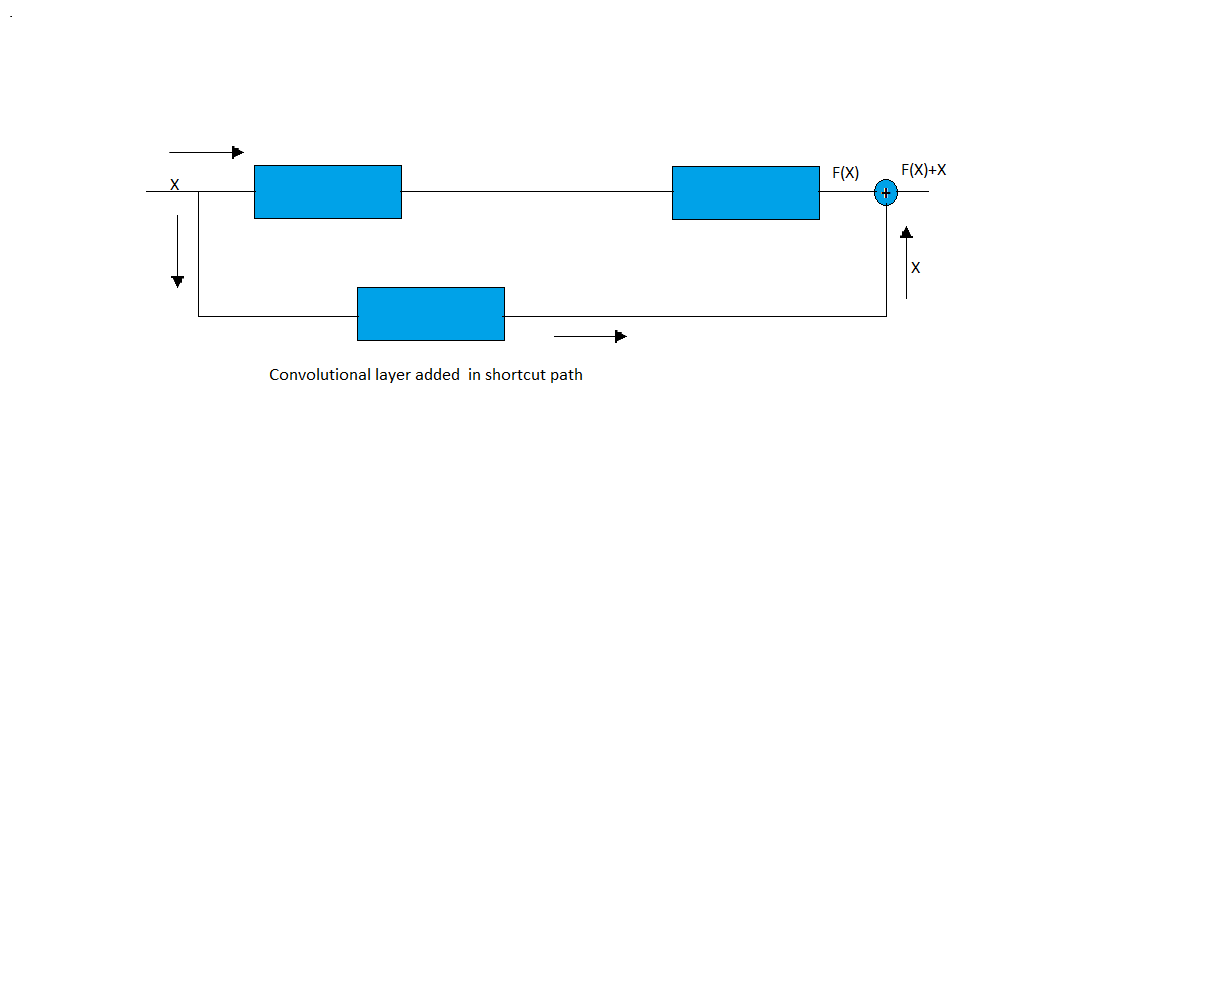 .
X
F(X)
F(X)+X
+
X
Convolutional layer added  in shortcut path